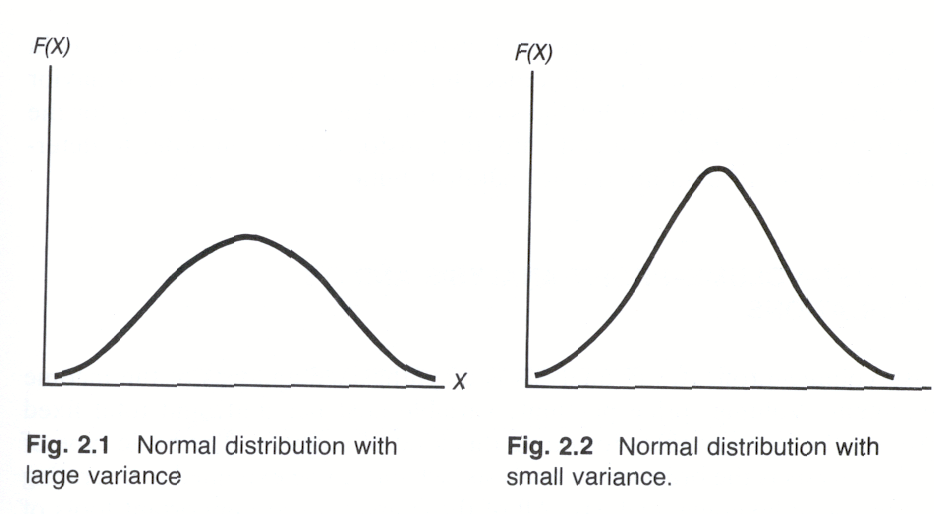 F(X)
X
Fig. 2.1 Normal distribution with
large variance
F(X)
Fig. 2.2 Normal distribution with
small variance.